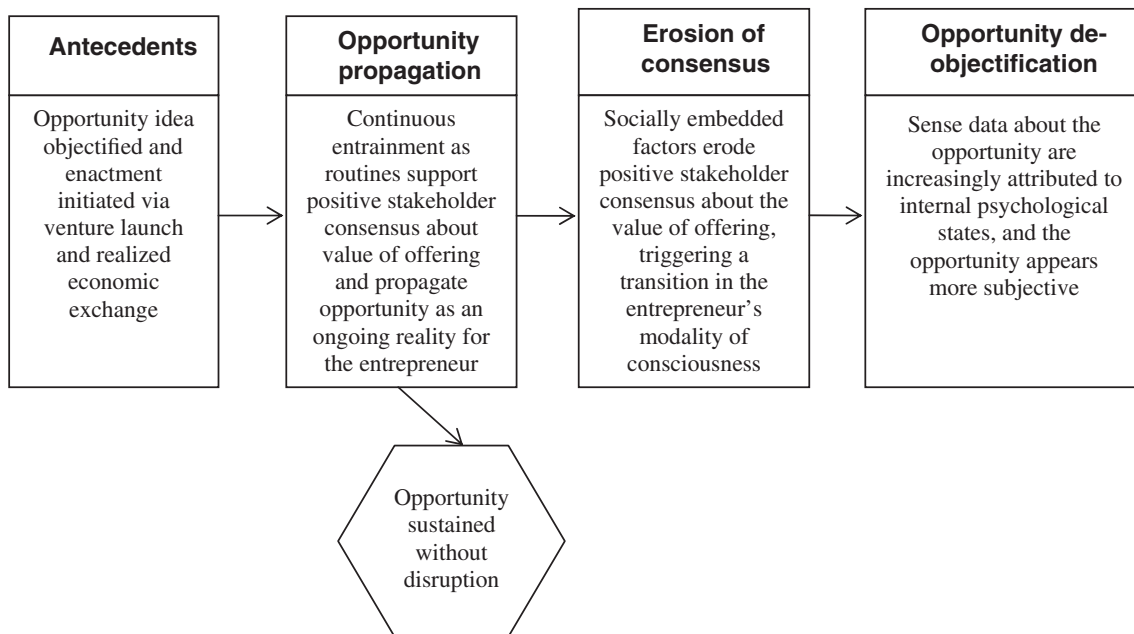 Antecedents
Opportunity idea
objectified and
enactment
initiated via
venture launch
and realized
economic
exchange
Opportunity
propagation
Continuous
entrainment as
routines support
positive stakeholder
consensus about
value of offering
and propagate
opportunity as an
ongoing reality for
the entrepreneur
Erosion of
consensus
Socially embedded
factors erode
positive stakeholder
consensus about the
value of offering,
triggering a
transition in the
entrepreneur’s
modality of
consciousness
Opportunity de-
objectification
Sense data about the
opportunity are
increasingly attributed to
internal psychological
states, and the
opportunity appears
more subjective
Opportunity
sustained
without
disruption